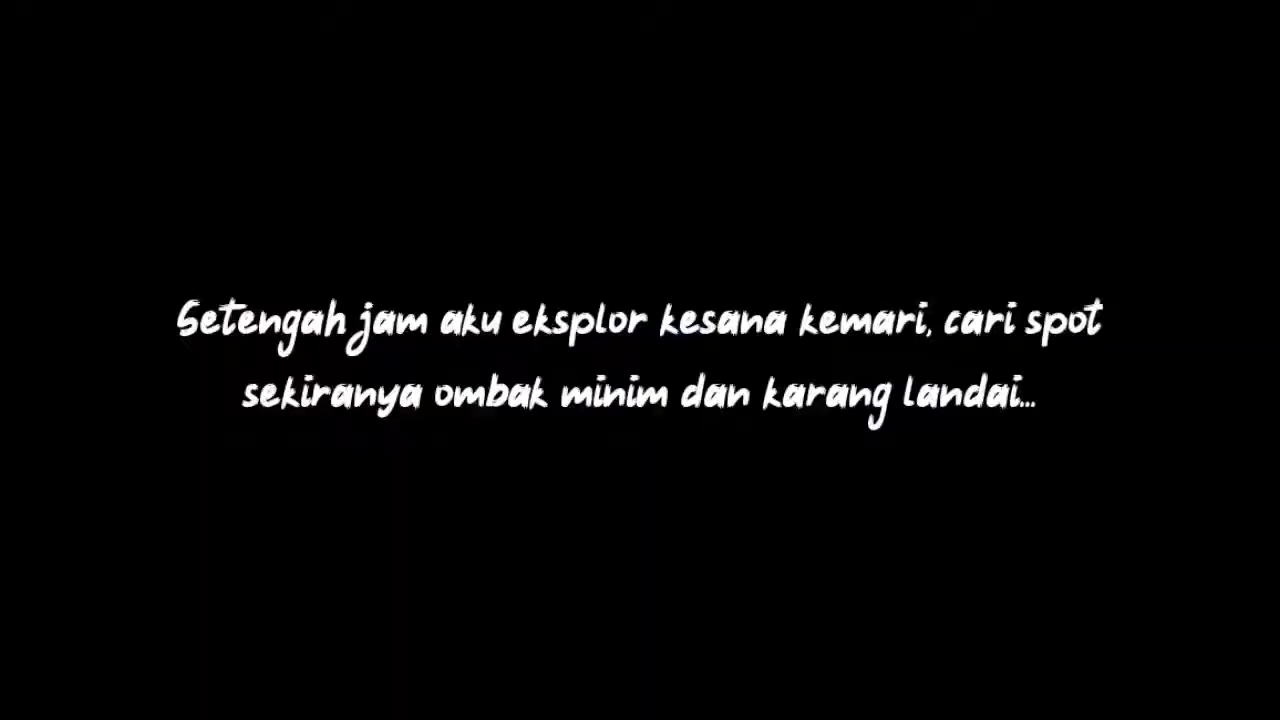 Setengah jam aku eksplor kesana kemari, cari spot
sekiranya ombak minim dan karang landai...